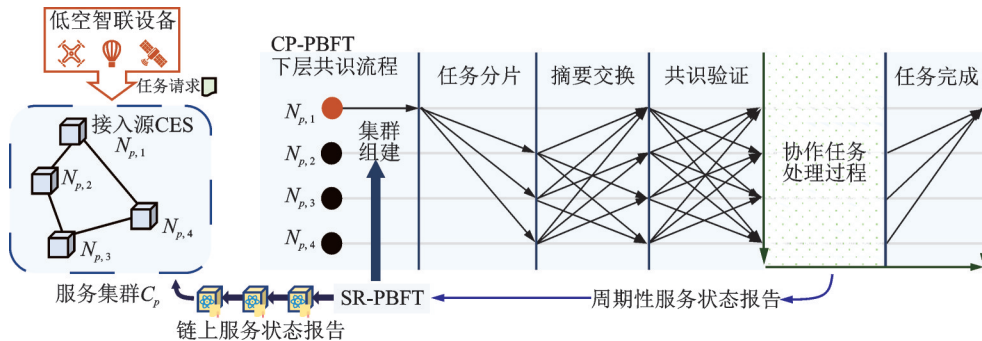 低空智联设备
任务请求
接入源CES
N_{p,1}
N_{p,2}
N_{p,4}
N_{p,3}
服务集群C_p
CP-PBFT
下层共识流程
任务分片
摘要交换
共识验证
任务完成
N_{p,1}
集群
组建
N_{p,2}
N_{p,3}
N_{p,4}
协作任务
处理过程
SR-PBFT
周期性服务状态报告
链上服务状态报告